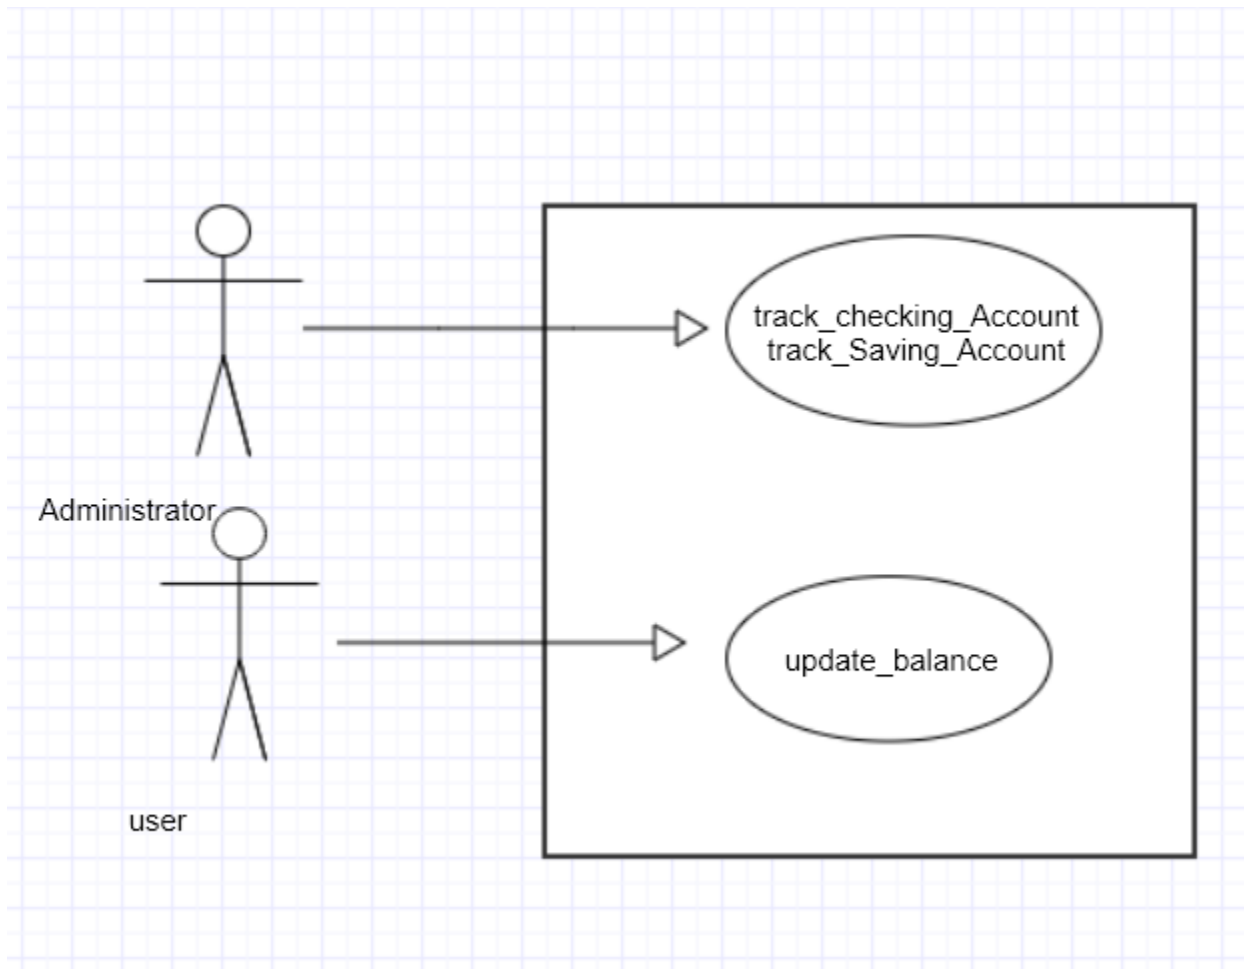 track_checking_Account
track_Saving_Account
Administrator
update_balance
user